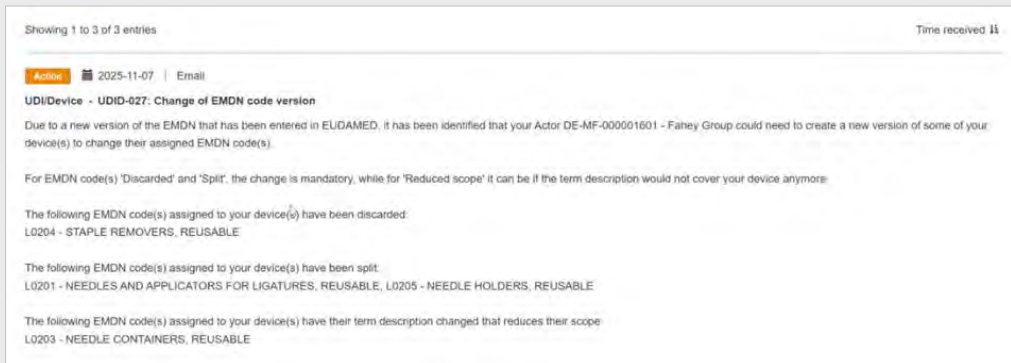 Showing 1 to 3 of 3 entries
Time received
Action 2025-11-07 | Email
UDI/Device - UDID-027: Change of EMDN code version
Due to a new version of the EMDN that has been entered in EUDAMED, it has been identified that your Actor DE-MF-000001601 - Fahey Group could need to create a new version of some of your
device(s) to change their assigned EMDN code(s).
For EMDN code(s) 'Discarded' and 'Split', the change is mandatory, while for 'Reduced scope' it can be if the term description would not cover your device anymore.
The following EMDN code(s) assigned to your device(s) have been discarded:
L0204 - STAPLE REMOVERS, REUSABLE
The following EMDN code(s) assigned to your device(s) have been split:
L0201 - NEEDLES AND APPLICATORS FOR LIGATURES, REUSABLE, L0205 - NEEDLE HOLDERS, REUSABLE
The following EMDN code(s) assigned to your device(s) have their term description changed that reduces their scope:
L0203 - NEEDLE CONTAINERS, REUSABLE